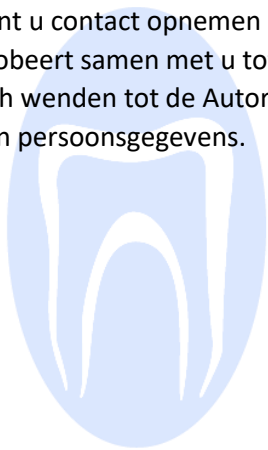 nt u contact opnemen
obeert samen met u to
h wenden tot de Autor
n persoonsgegevens.